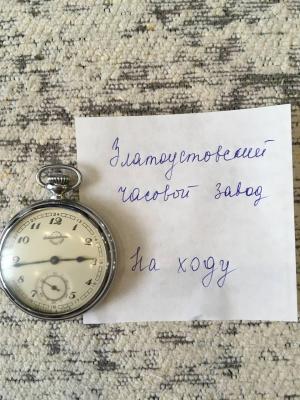 Златоустовский
часовой завод
На ходу